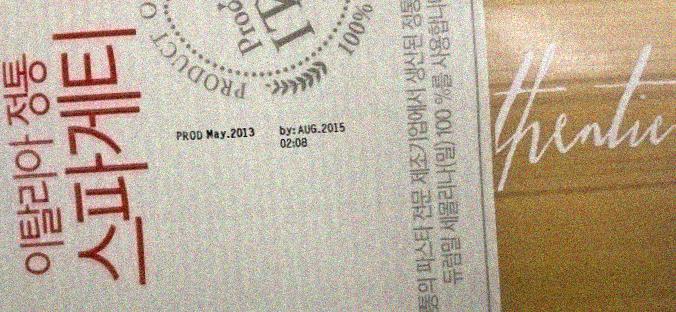 이탈리아 정통
스파게티
PRODUCT
Prod
100%
PROD May.2013 by: AUG.2015
02:08
통의 파스타 전문 제조기업에서 생산된 정통
듀럼밀 세몰리나(밀) 100 %를 사용합니
thentic